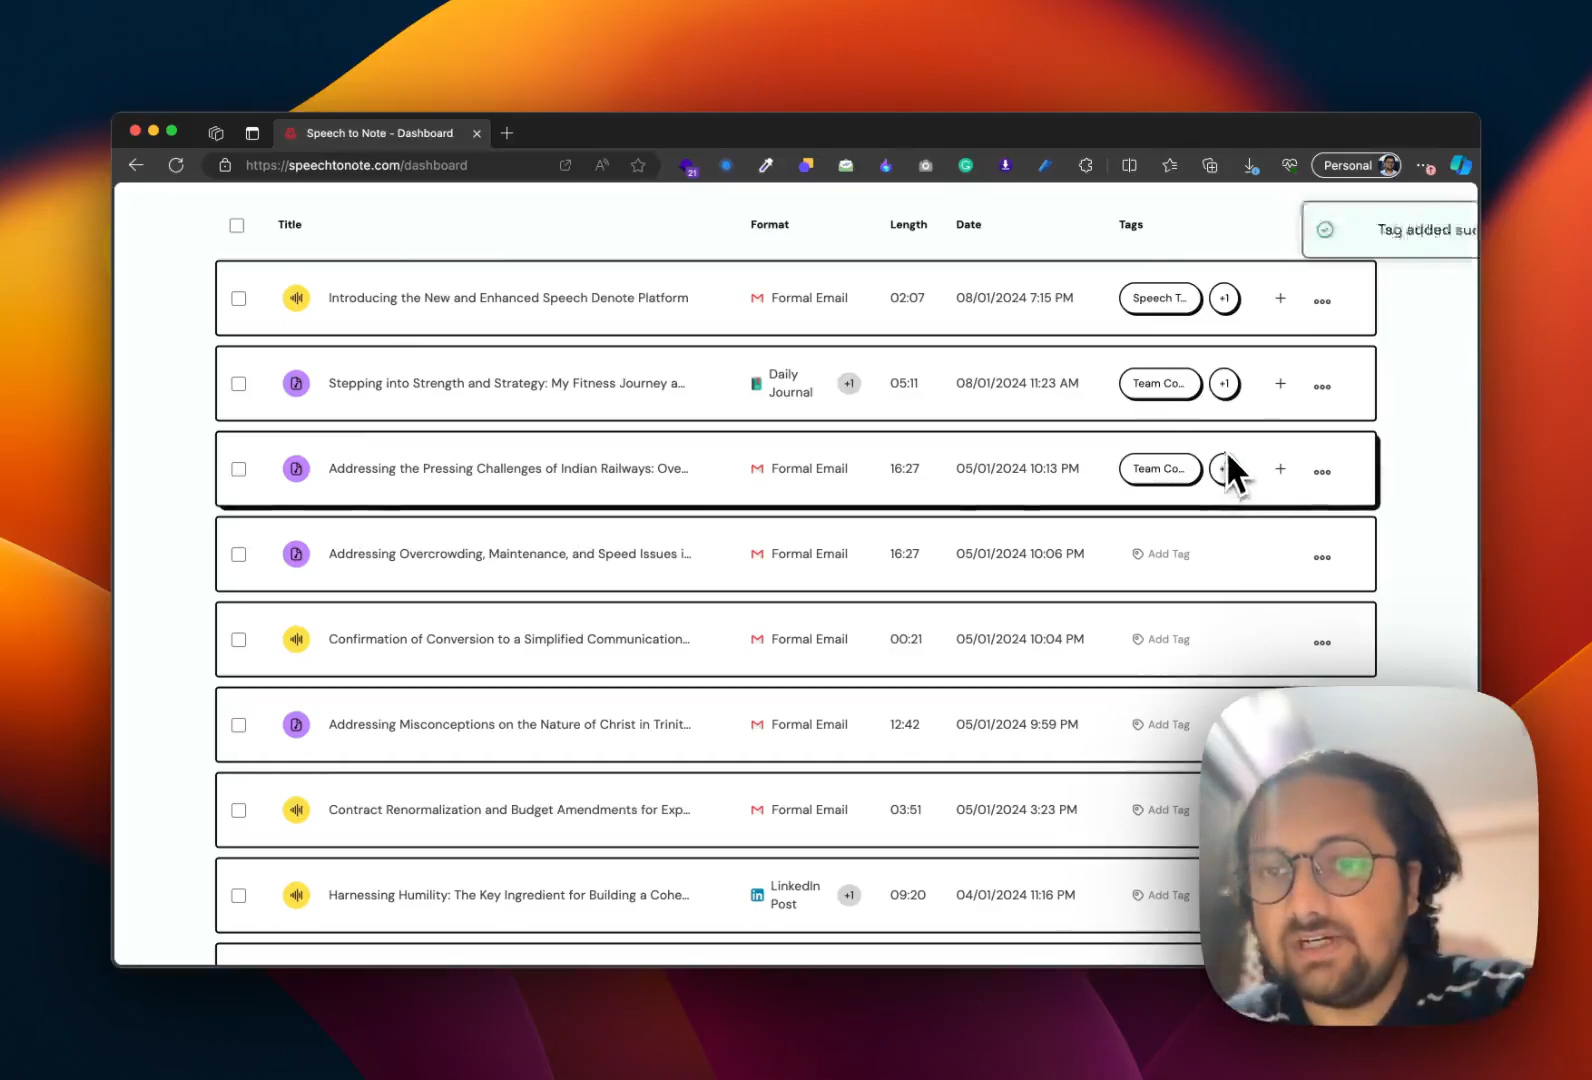 Speech to Note - Dashboard
https://speechtonote.com/dashboard
21
Personal
Title Format Length Date Tags
Tag added suc
Introducing the New and Enhanced Speech Denote Platform Formal Email 02:07 08/01/2024 7:15 PM Speech T... +1
Stepping into Strength and Strategy: My Fitness Journey a... Daily Journal +1 05:11 08/01/2024 11:23 AM Team Co... +1
Addressing the Pressing Challenges of Indian Railways: Ove... Formal Email 16:27 05/01/2024 10:13 PM Team Co...
Addressing Overcrowding, Maintenance, and Speed Issues i... Formal Email 16:27 05/01/2024 10:06 PM Add Tag
Confirmation of Conversion to a Simplified Communication... Formal Email 00:21 05/01/2024 10:04 PM Add Tag
Addressing Misconceptions on the Nature of Christ in Trinit... Formal Email 12:42 05/01/2024 9:59 PM Add Tag
Contract Renormalization and Budget Amendments for Exp... Formal Email 03:51 05/01/2024 3:23 PM Add Tag
Harnessing Humility: The Key Ingredient for Building a Cohe... LinkedIn Post +1 09:20 04/01/2024 11:16 PM Add Tag